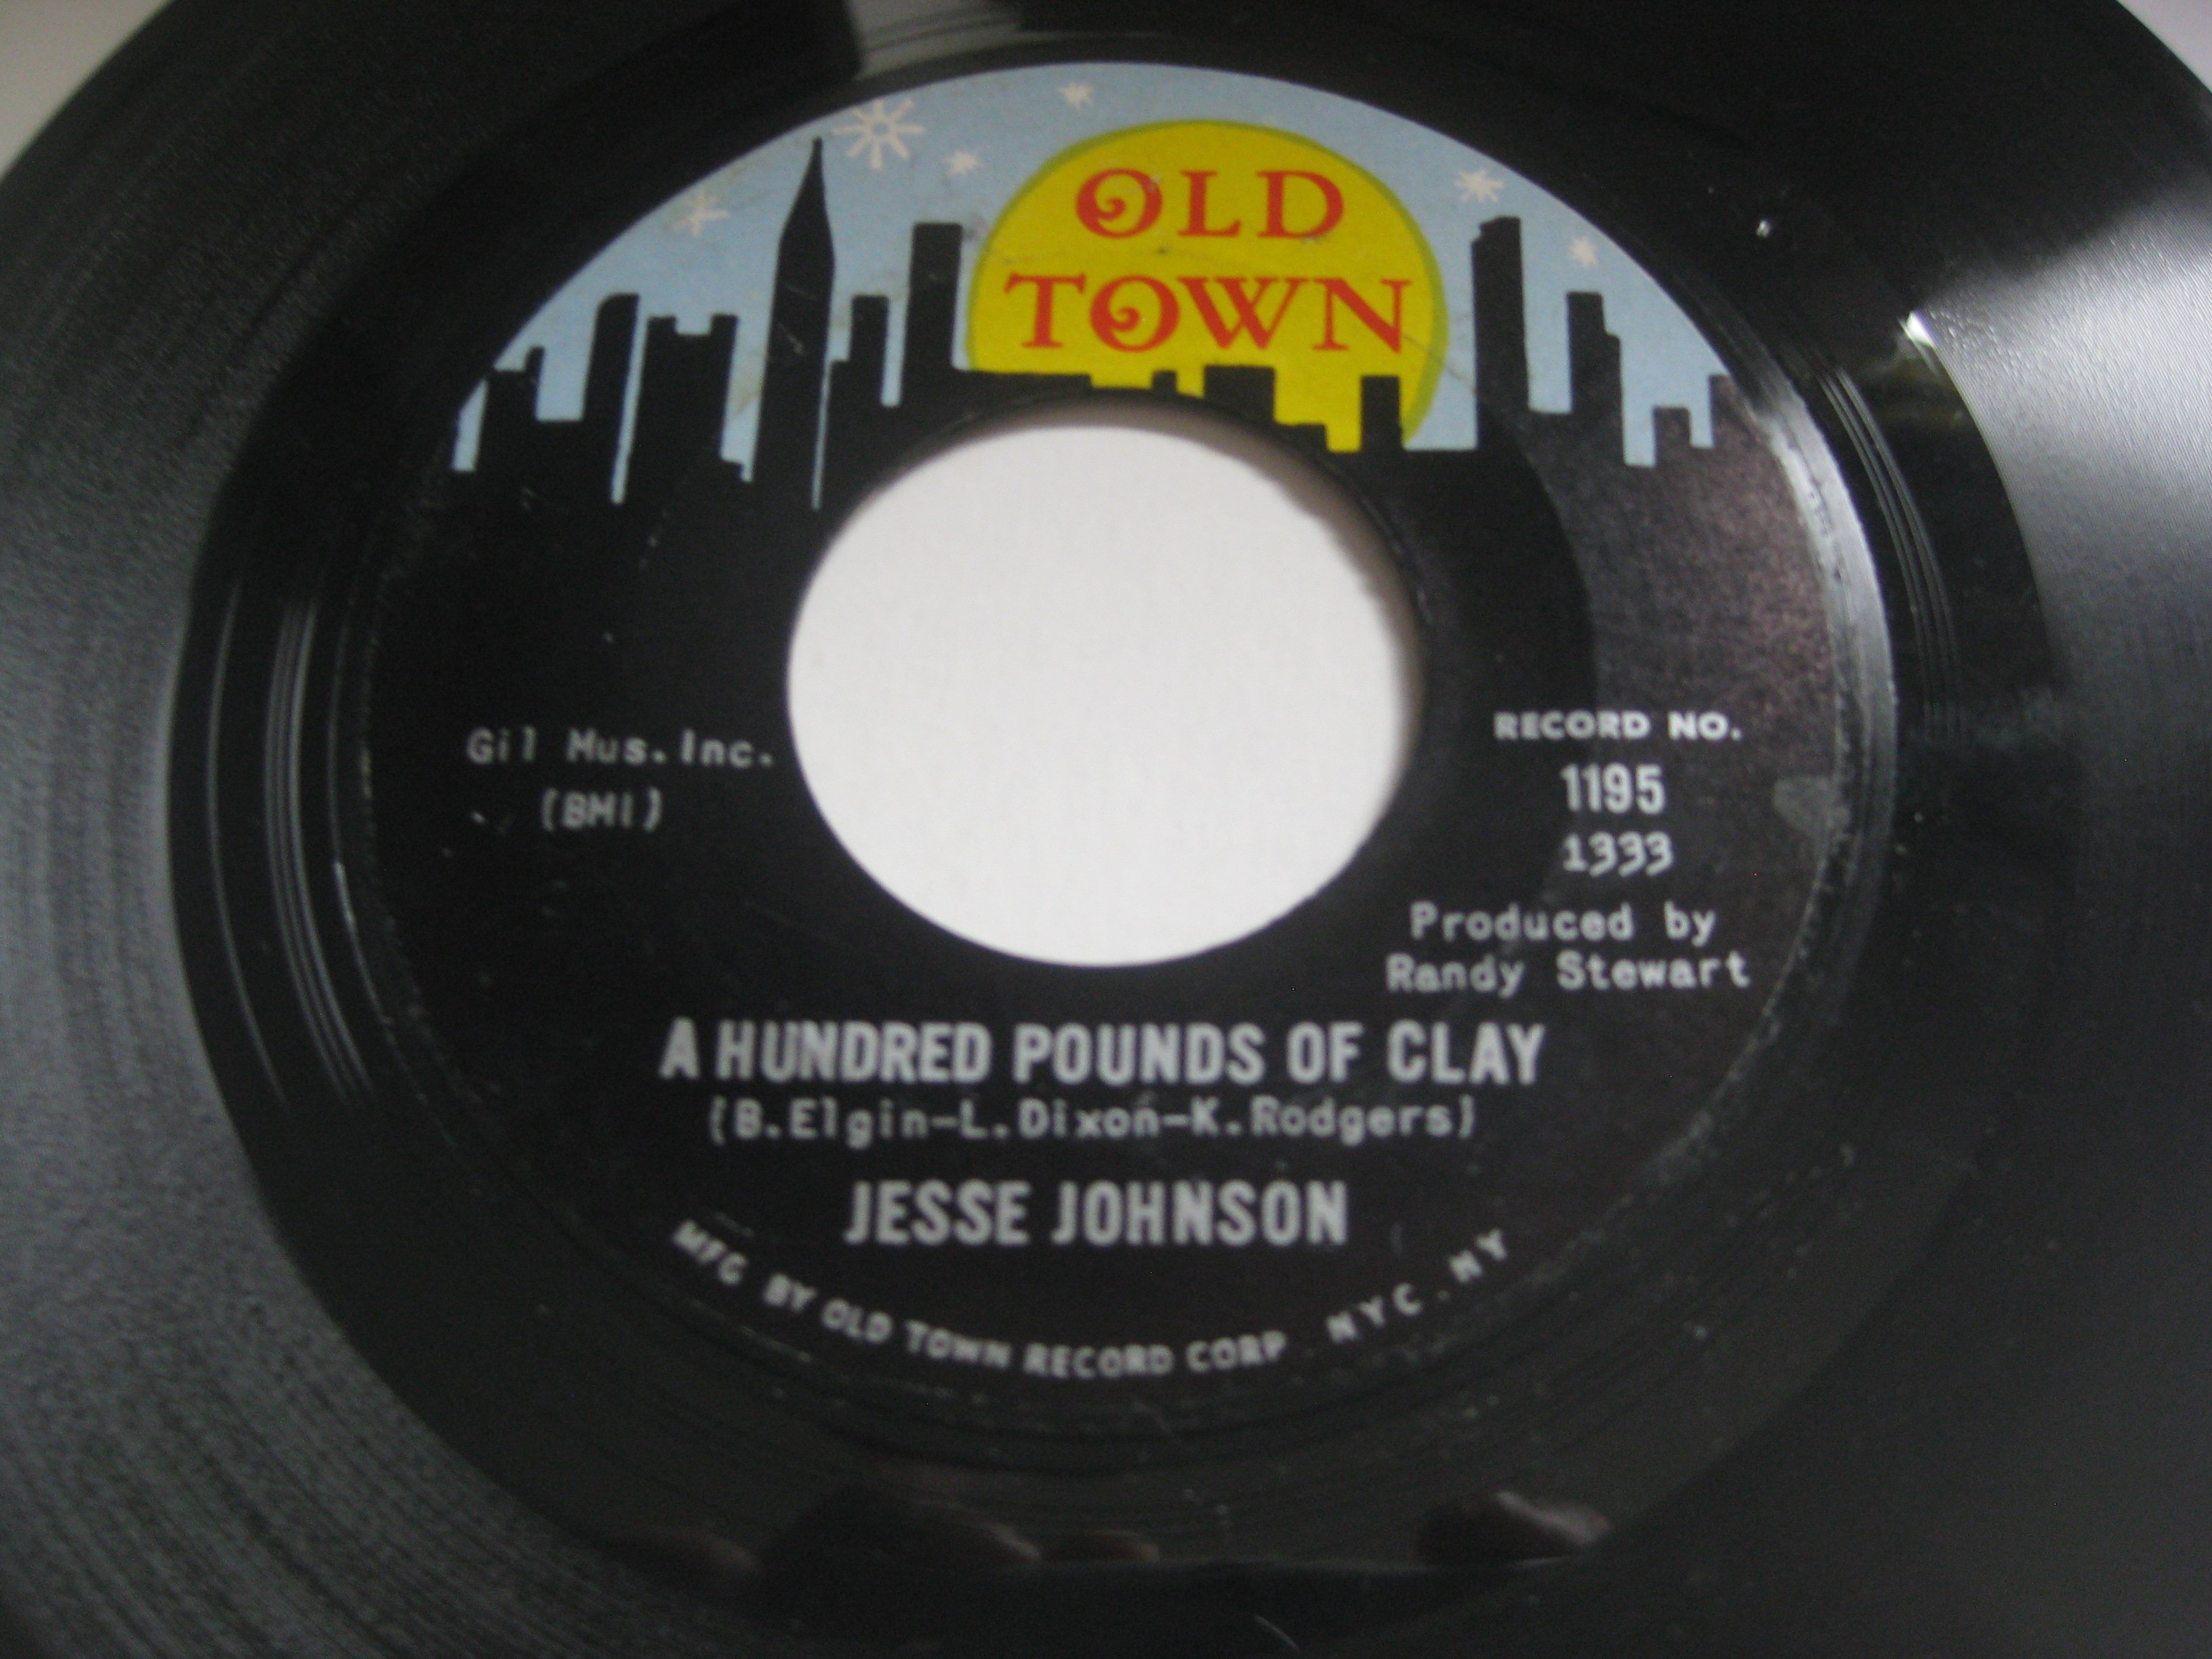 OLD
TOWN
Gil Mus. Inc.
(BMI)
RECORD NO.
1195
1333
Produced by
Randy Stewart
A HUNDRED POUNDS OF CLAY
(B.Elgin-L.Dixon-K.Rodgers)
JESSE JOHNSON
MFG BY OLD TOWN RECORD CORP. NYC. NY